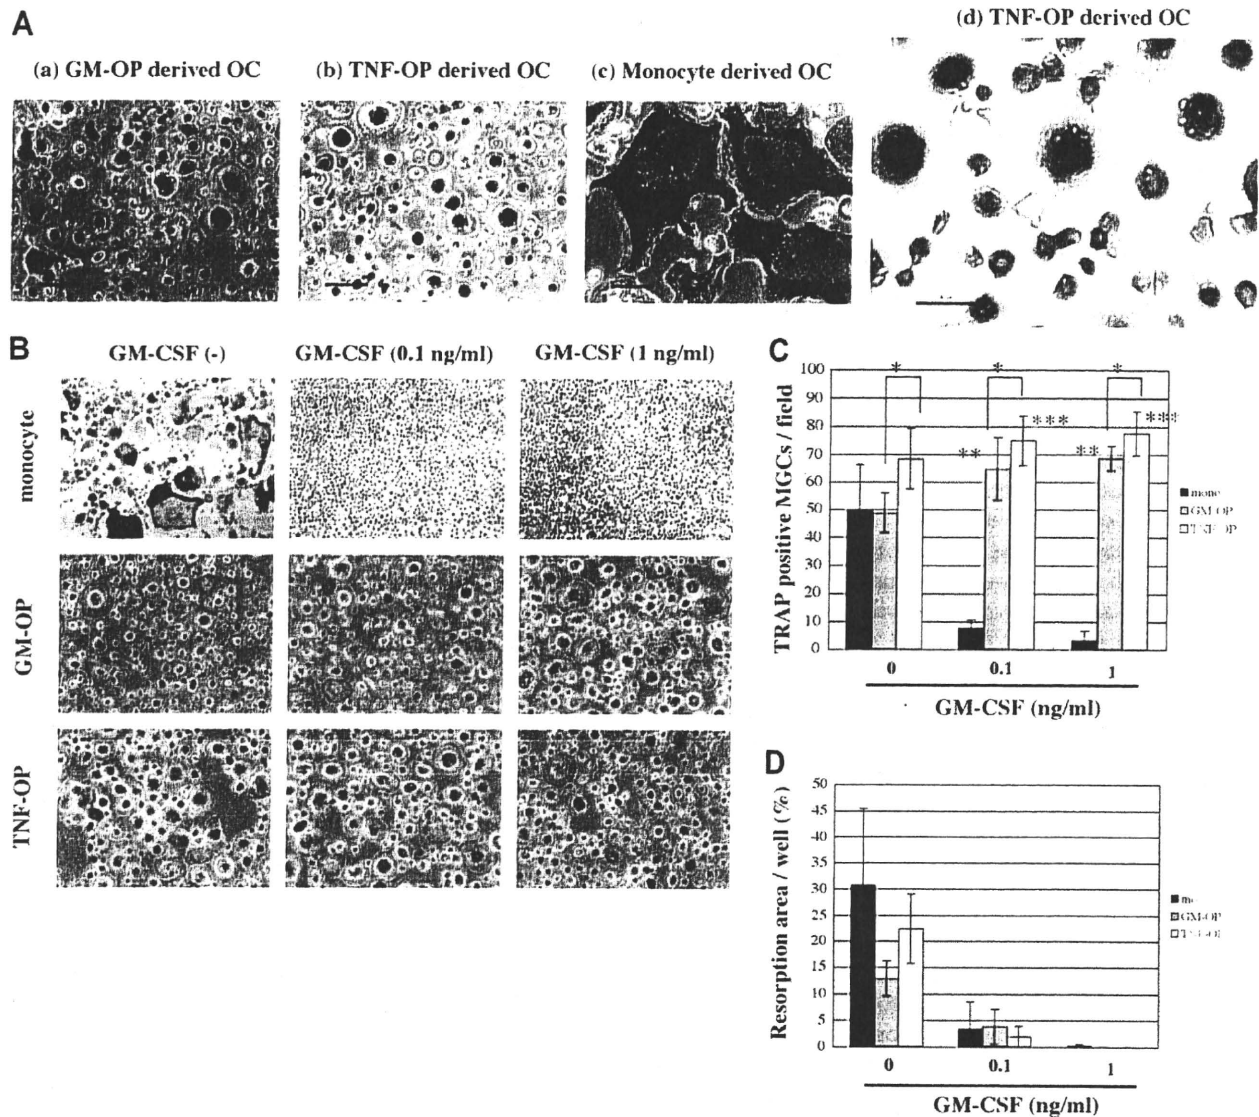 A
(a) GM-OP derived OC
(b) TNF-OP derived OC
(c) Monocyte derived OC
(d) TNF-OP derived OC
B
GM-CSF (-)
GM-CSF (0.1 ng/ml)
GM-CSF (1 ng/ml)
monocyte
GM-OP
TNF-OP
C
TRAP positive MGCs / field
100
90
80
70
60
50
40
30
20
10
0
*
*
*
**
***
**
***
0
0.1
1
GM-CSF (ng/ml)
mono
GM-OP
TNF-OP
D
Resorption area / well (%)
50
45
40
35
30
25
20
15
10
5
0
0
0.1
1
GM-CSF (ng/ml)
GM-OP